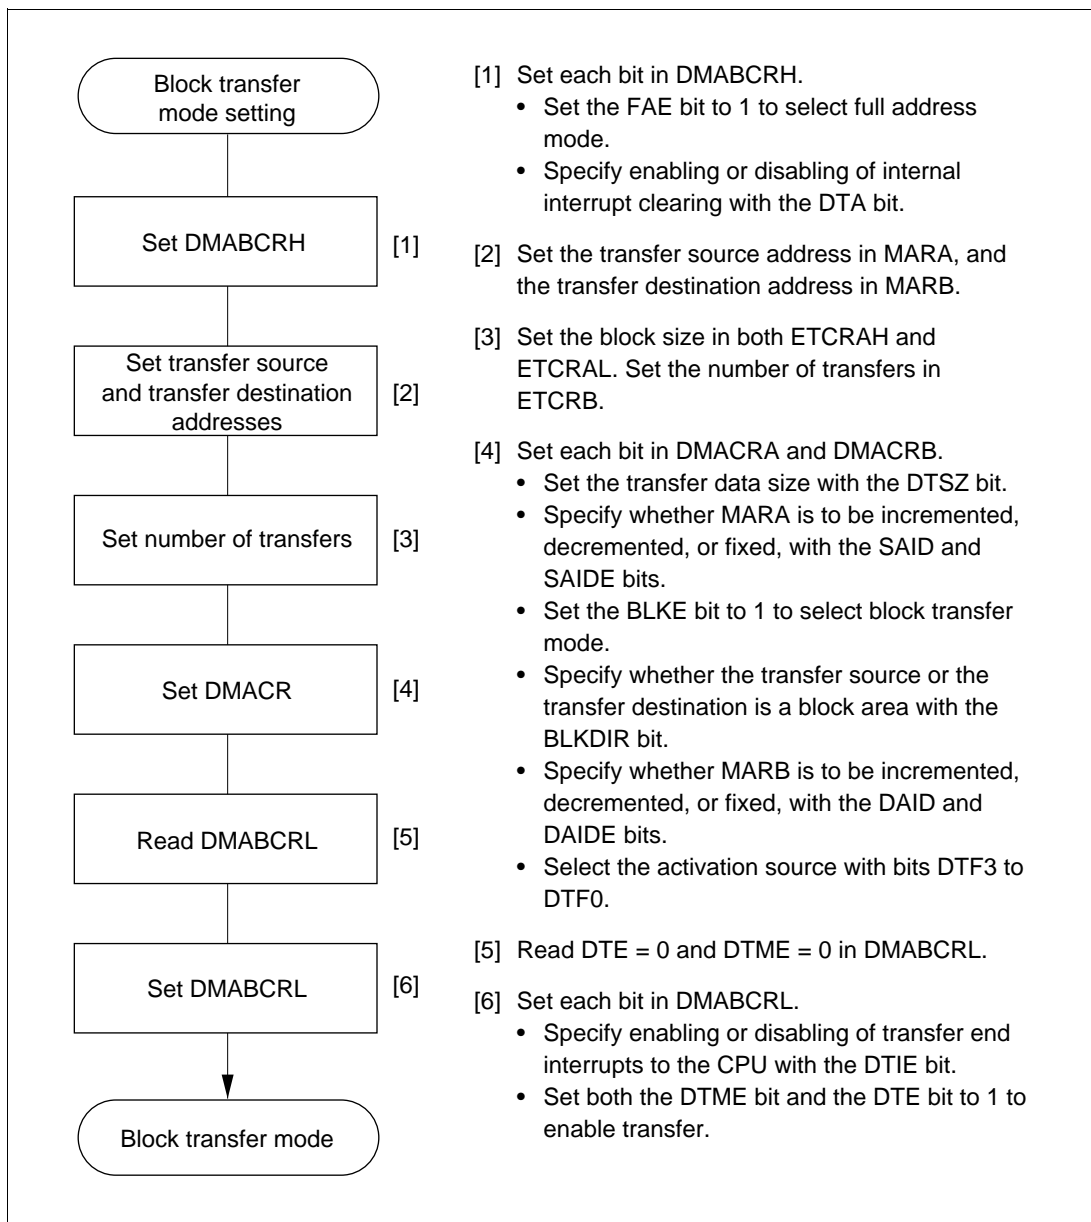 Block transfer
mode setting
Set DMABCRH
[1]
Set transfer source
and transfer destination
addresses
[2]
Set number of transfers
[3]
Set DMACR
[4]
Read DMABCRL
[5]
Set DMABCRL
[6]
Block transfer mode
[1] Set each bit in DMABCRH.
• Set the FAE bit to 1 to select full address
mode.
• Specify enabling or disabling of internal
interrupt clearing with the DTA bit.
[2] Set the transfer source address in MARA, and
the transfer destination address in MARB.
[3] Set the block size in both ETCRAH and
ETCRAL. Set the number of transfers in
ETCRB.
[4] Set each bit in DMACRA and DMACRB.
• Set the transfer data size with the DTSZ bit.
• Specify whether MARA is to be incremented,
decremented, or fixed, with the SAID and
SAIDE bits.
• Set the BLKE bit to 1 to select block transfer
mode.
• Specify whether the transfer source or the
transfer destination is a block area with the
BLKDIR bit.
• Specify whether MARB is to be incremented,
decremented, or fixed, with the DAID and
DAIDE bits.
• Select the activation source with bits DTF3 to
DTF0.
[5] Read DTE = 0 and DTME = 0 in DMABCRL.
[6] Set each bit in DMABCRL.
• Specify enabling or disabling of transfer end
interrupts to the CPU with the DTIE bit.
• Set both the DTME bit and the DTE bit to 1 to
enable transfer.